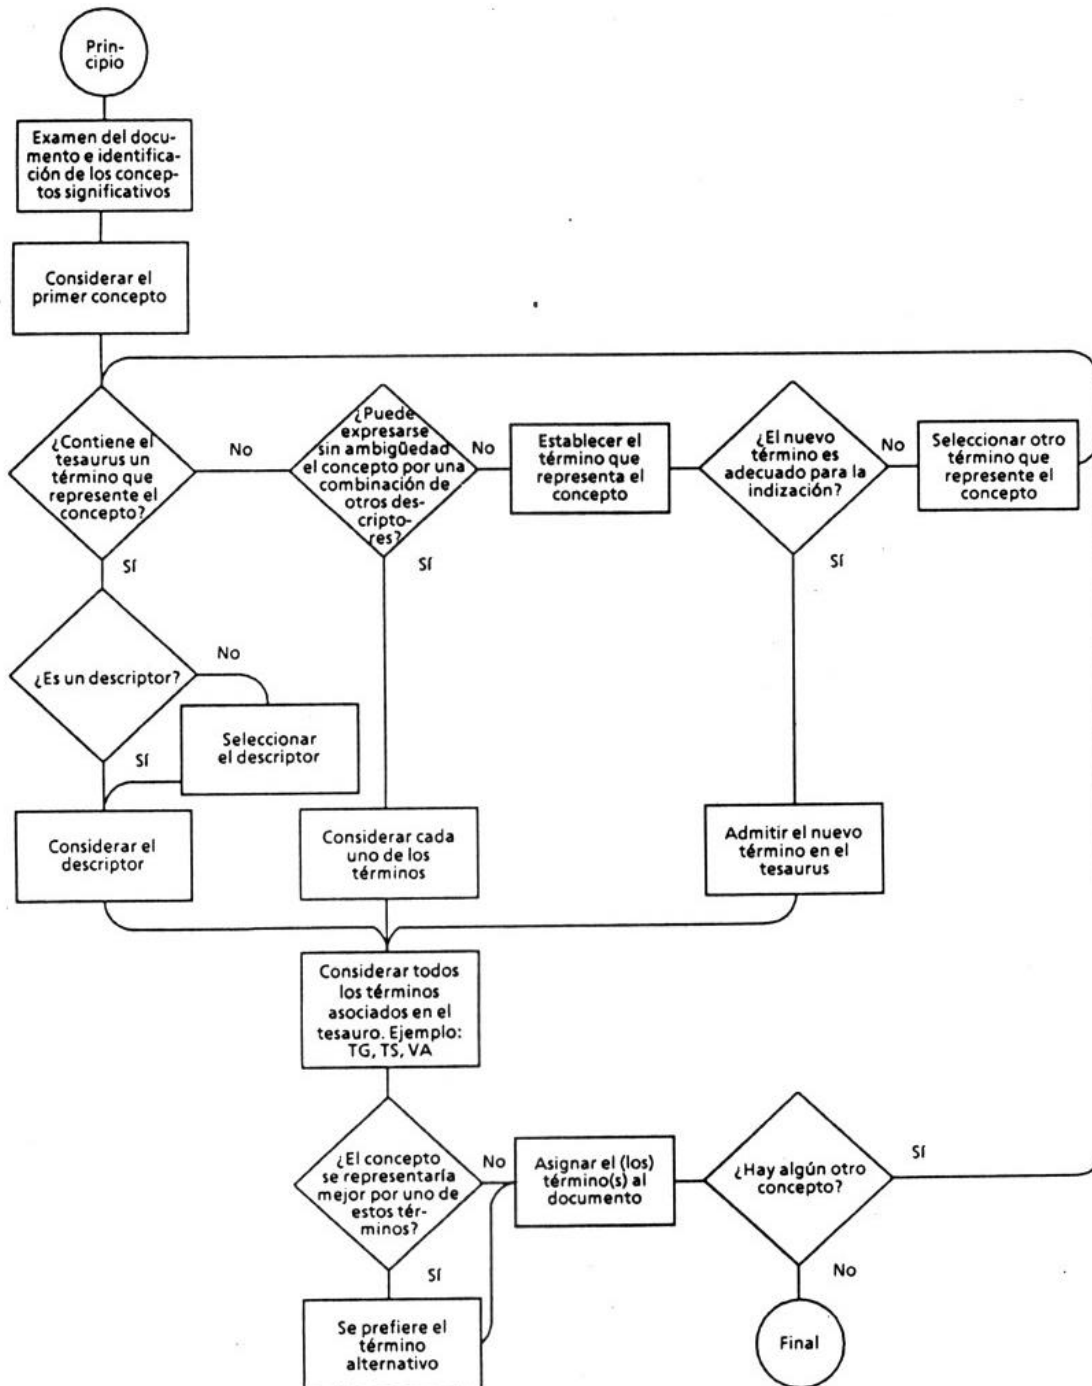 Prin-
cipio
Examen del docu-
mento e identifica-
ción de los concep-
tos significativos
Considerar el
primer concepto
¿Contiene el
tesaurus un
término que
represente el
concepto?
No
¿Puede
expresarse
sin ambigüedad
el concepto por una
combinación de
otros des-
cripto-
res?
No
Establecer el
término que
representa el
concepto
¿El nuevo
término es
adecuado para la
indización?
No
Seleccionar otro
término que
represente el
concepto
Sí
Sí
Sí
¿Es un descriptor?
No
Seleccionar
el descriptor
Sí
Considerar el
descriptor
Considerar cada
uno de los
términos
Admitir el nuevo
término en el
tesaurus
Considerar todos
los términos
asociados en el
tesauro. Ejemplo:
TG, TS, VA
¿El concepto
se representaría
mejor por uno de
estos tér-
minos?
No
Asignar el (los)
término(s) al
documento
¿Hay algún otro
concepto?
Sí
Sí
No
Se prefiere el
término
alternativo
Final